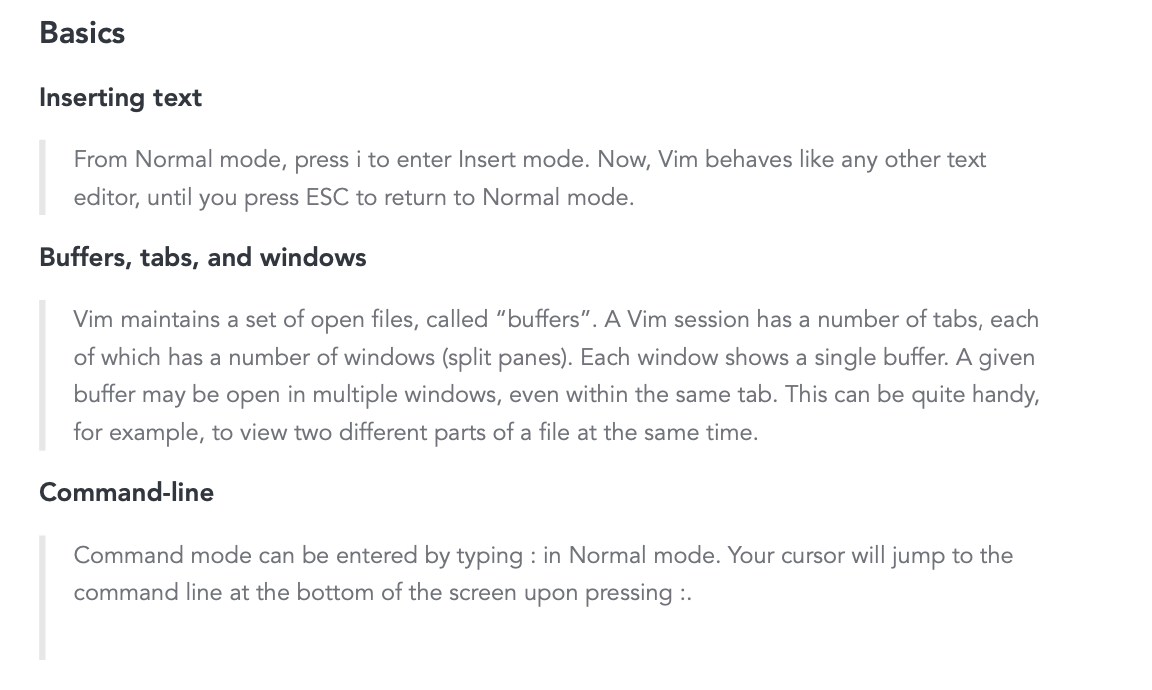 Basics
Inserting text
From Normal mode, press i to enter Insert mode. Now, Vim behaves like any other text
editor, until you press ESC to return to Normal mode.
Buffers, tabs, and windows
Vim maintains a set of open files, called “buffers”. A Vim session has a number of tabs, each
of which has a number of windows (split panes). Each window shows a single buffer. A given
buffer may be open in multiple windows, even within the same tab. This can be quite handy,
for example, to view two different parts of a file at the same time.
Command-line
Command mode can be entered by typing : in Normal mode. Your cursor will jump to the
command line at the bottom of the screen upon pressing :.